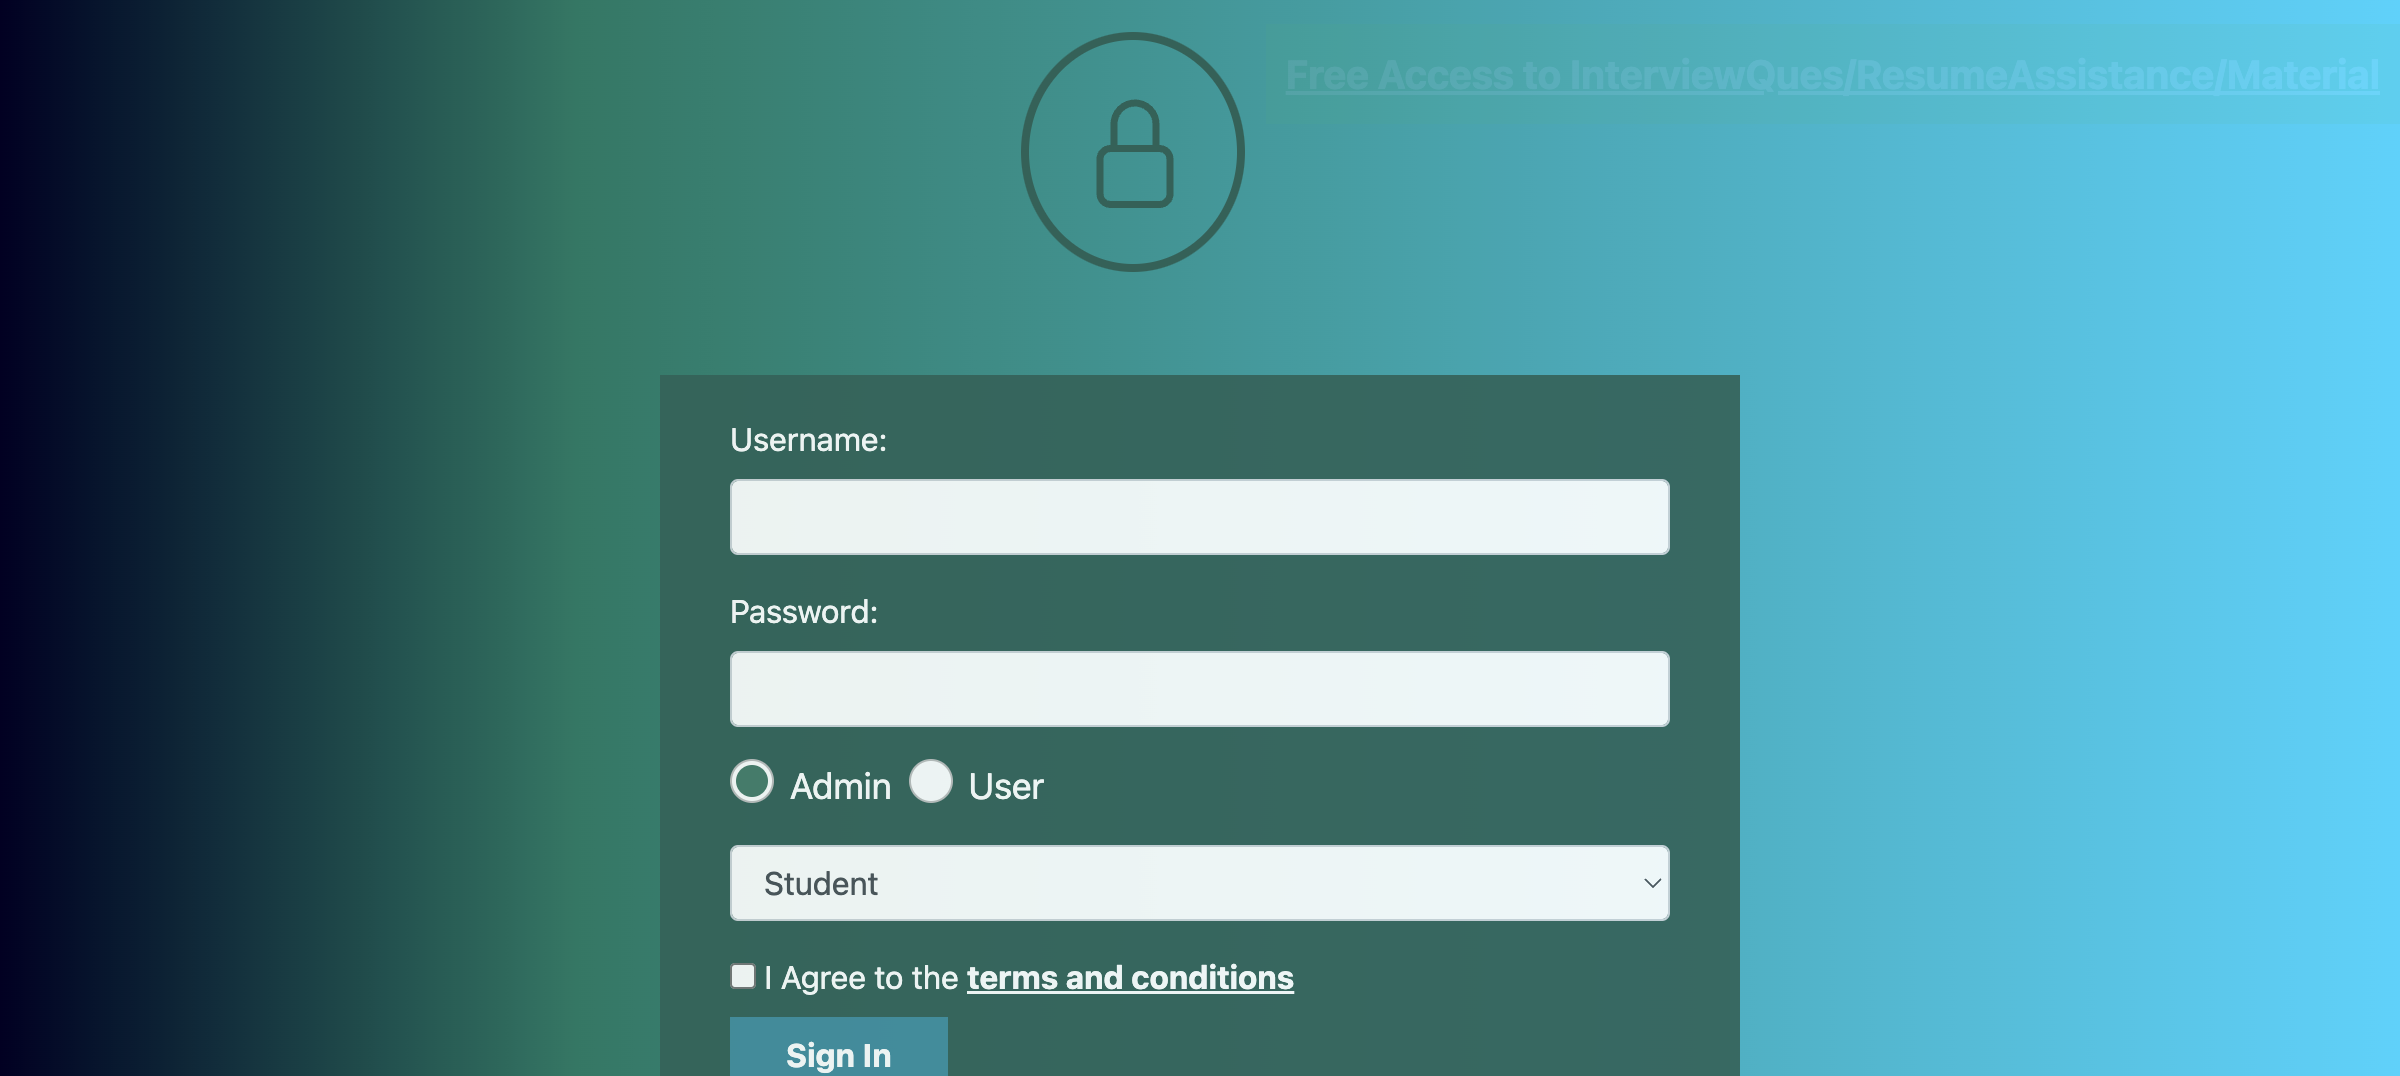 Free Access to InterviewQues/ResumeAssistance/Material
Username:
Password:
Admin User
Student
I Agree to the terms and conditions
Sign In